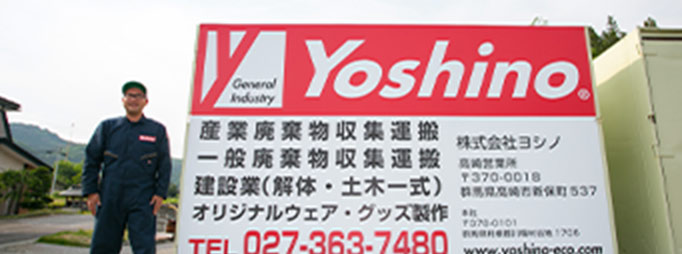 General
Industry
Yoshino®
産業廃棄物収集運搬
一般廃棄物収集運搬
建設業(解体・土木一式)
オリジナルウェア・グッズ製作
TEL 027-363-7480
株式会社ヨシノ
高崎営業所
〒370-0018
群馬県高崎市新保町537
本社
〒378-0101
www.yoshino-eco.com